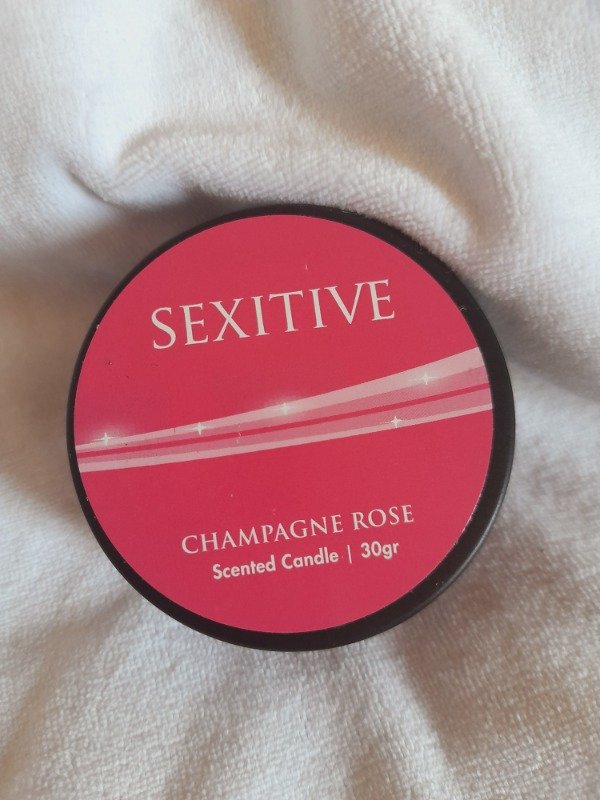 SEXITIVE
CHAMPAGNE ROSE
Scented Candle | 30gr